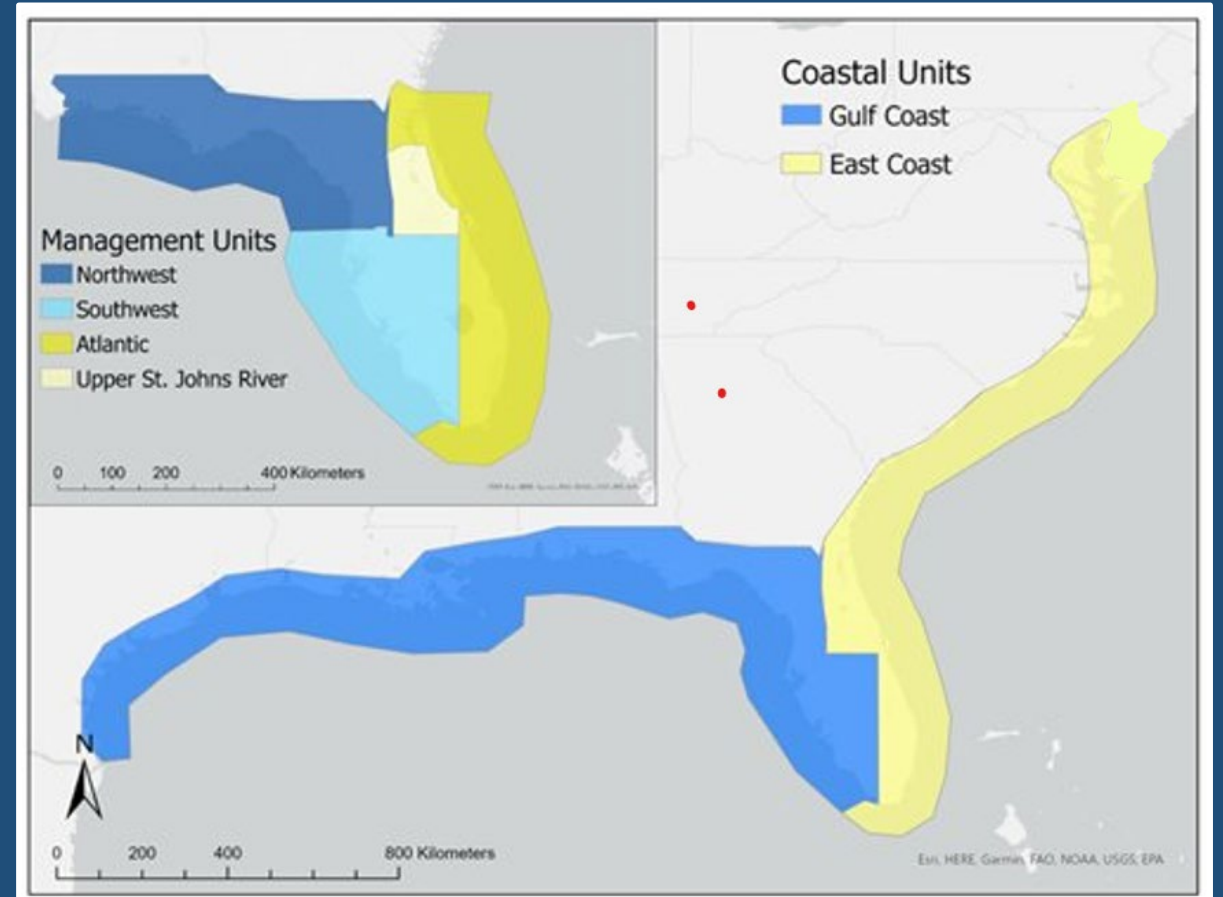 Management Units
Northwest
Southwest
Atlantic
Upper St. Johns River
0 100 200 400 Kilometers
Coastal Units
Gulf Coast
East Coast
N
0 200 400 800 Kilometers
Esri, HERE, Garmin, FAO, NOAA, USGS, EPA